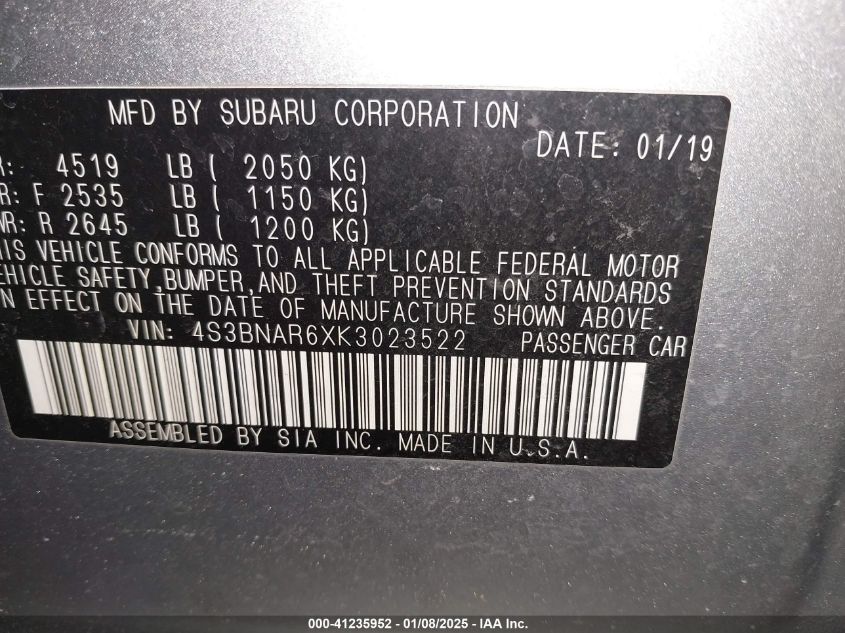 MFD BY SUBARU CORPORATION
DATE: 01/19
R: 4519 LB ( 2050 KG)
R: F 2535 LB ( 1150 KG)
WR: R 2645 LB ( 1200 KG)
HIS VEHICLE CONFORMS TO ALL APPLICABLE FEDERAL MOTOR
EHICLE SAFETY,BUMPER,AND THEFT PREVENTION STANDARDS
N EFFECT ON THE DATE OF MANUFACTURE SHOWN ABOVE.
VIN: 4S3BNAR6XK3023522 PASSENGER CAR
ASSEMBLED BY SIA INC. MADE IN U.S.A.
000-41235952 | 01/08/2025 - IAA Inc.